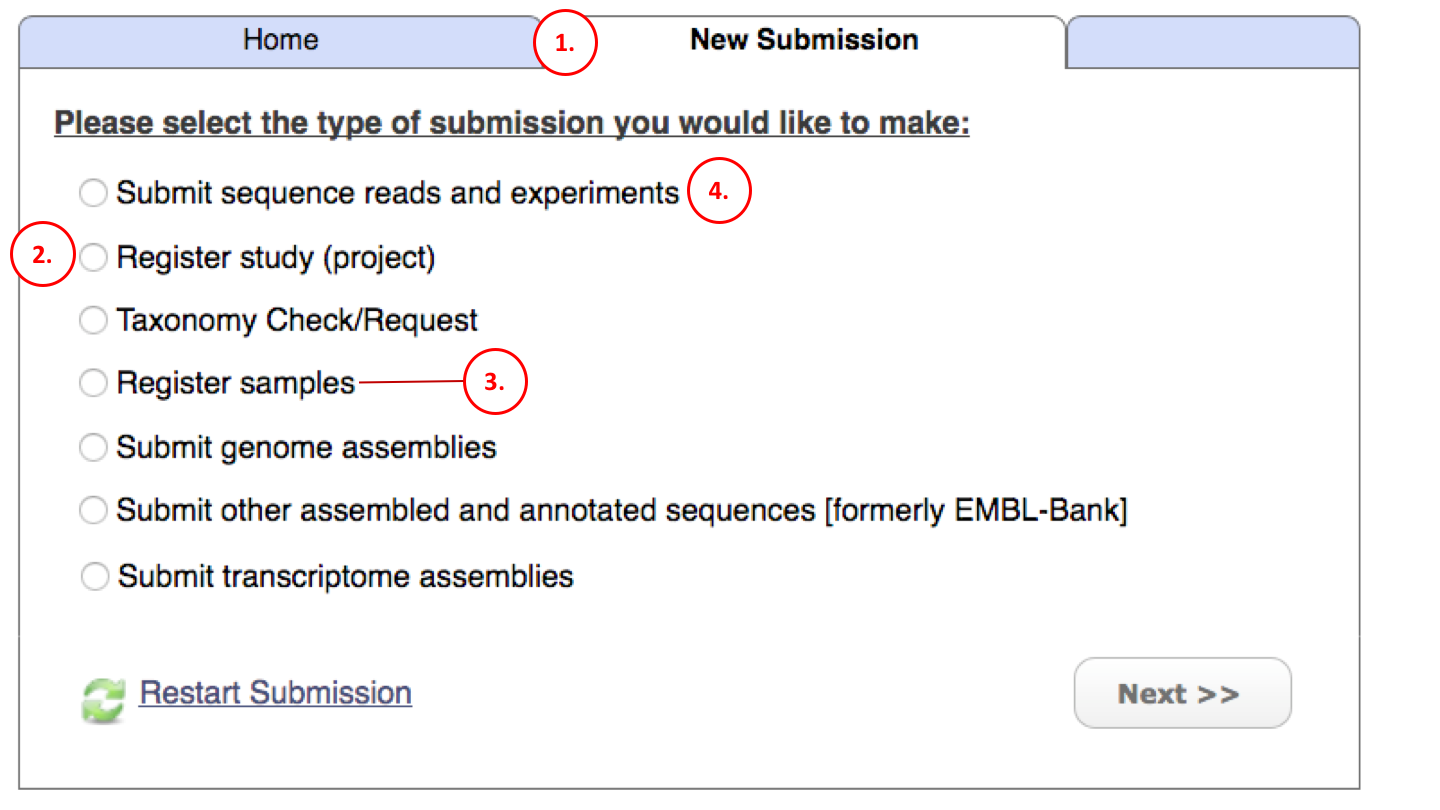 Home 1. New Submission
Please select the type of submission you would like to make:
Submit sequence reads and experiments 4.
2. Register study (project)
Taxonomy Check/Request
Register samples 3.
Submit genome assemblies
Submit other assembled and annotated sequences [formerly EMBL-Bank]
Submit transcriptome assemblies
Restart Submission Next >>